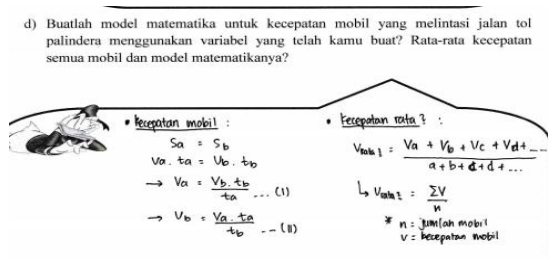 d) Buatlah model matematika untuk kecepatan mobil yang melintasi jalan tol
palindera menggunakan variabel yang telah kamu buat? Rata-rata kecepatan
semua mobil dan model matematikanya?
• kecepatan mobil :
Sa = Sb
Va . ta = Vb . tb
→ Va = Vb . tb / ta ... (I)
→ Vb = Va . ta / tb ... (II)
• kecepatan rata² :
Vrata² = Va + Vb + Vc + Vd + ... / a + b + d + d + ...
↳ Vrata² = ΣV / n
* n = jumlah mobil
v = kecepatan mobil